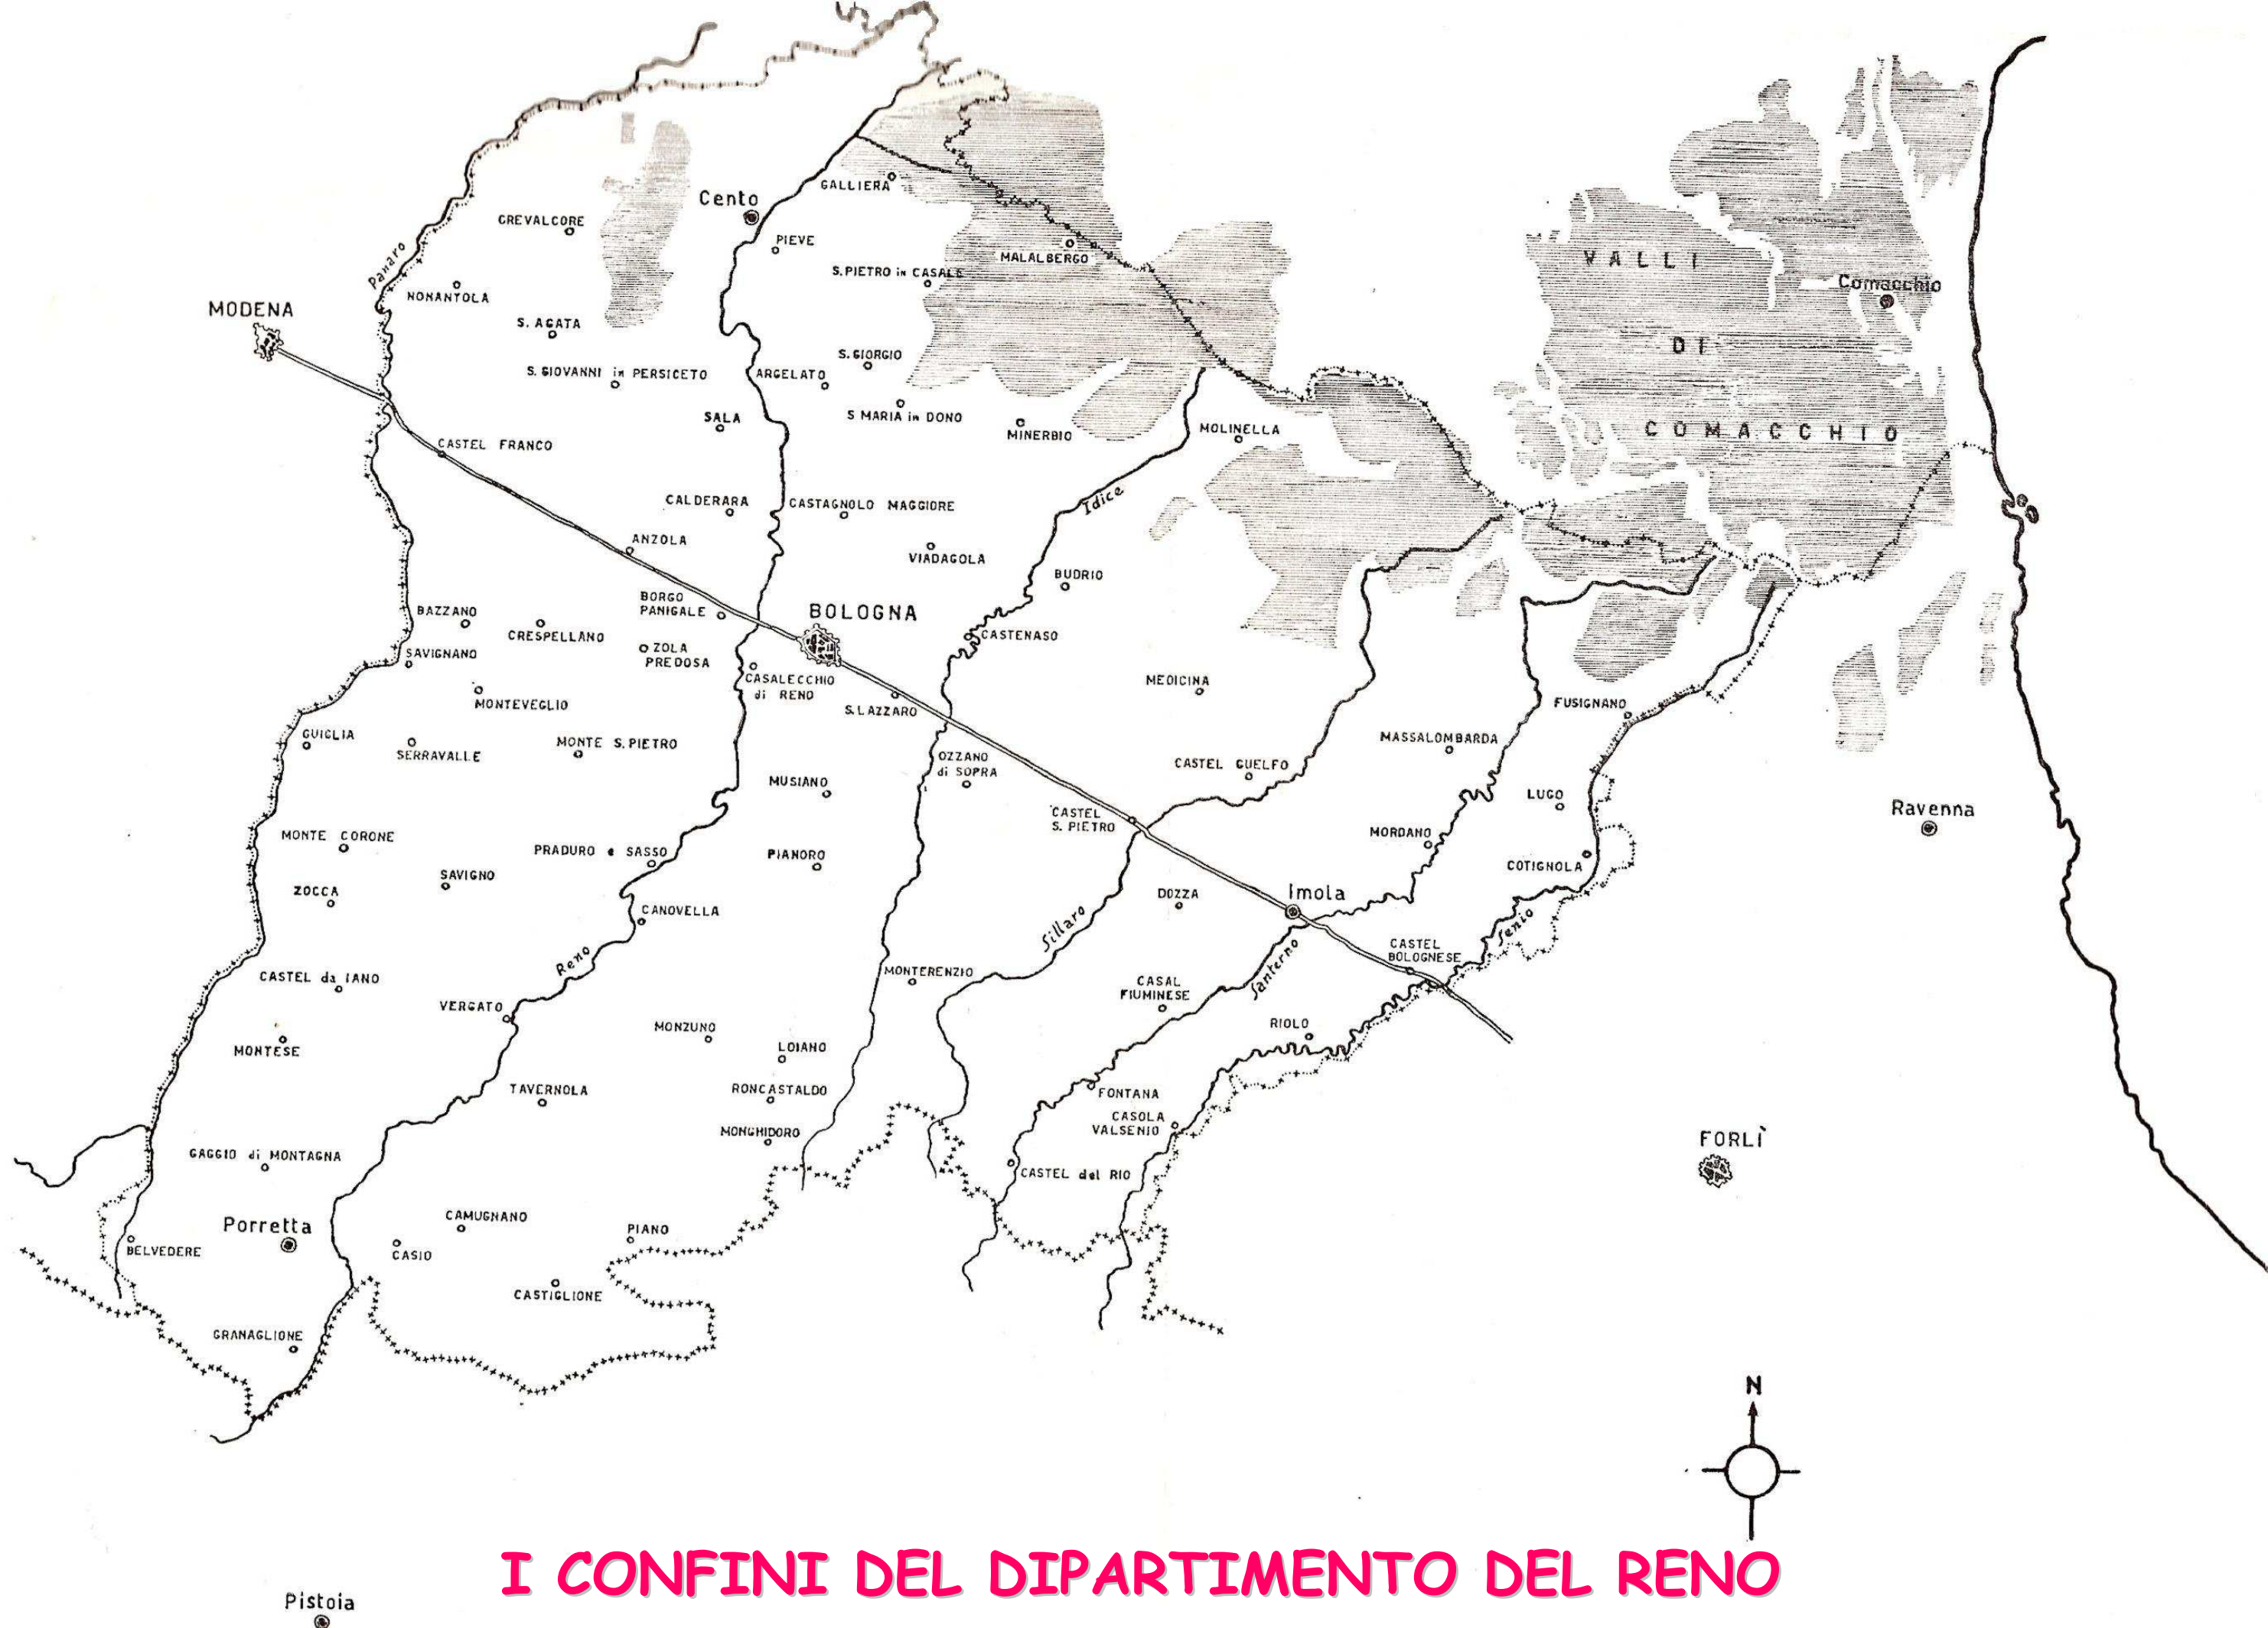 Cento
GALLIERA
CREVALCORE
PIEVE
Panaro
S. PIETRO in CASALE
MALALBERGO
VALLI
Comacchio
NONANTOLA
MODENA
S. AGATA
DI
S. GIORGIO
S. GIOVANNI in PERSICETO
ARGELATO
SALA
S MARIA in DONO
MINERBIO
MOLINELLA
COMACCHIO
CASTEL FRANCO
CALDERARA
CASTAGNOLO MAGGIORE
Idice
ANZOLA
VIADAGOLA
BUDRIO
BORGO
PANIGALE
BOLOGNA
BAZZANO
CRESPELLANO
CASTENASO
SAVIGNANO
ZOLA
PREDOSA
CASALECCHIO
di RENO
MEDICINA
MONTEVEGLIO
S. LAZZARO
FUSIGNANO
GUIGLIA
SERRAVALLE
MONTE S. PIETRO
MASSALOMBARDA
OZZANO
di SOPRA
CASTEL GUELFO
MUSIANO
LUGO
CASTEL
S. PIETRO
Ravenna
MONTE CORONE
PRADURO e SASSO
PIANORO
MORDANO
COTIGNOLA
ZOCCA
SAVIGNO
DOZZA
Imola
CANOVELLA
Sillaro
Senio
Reno
CASTEL
BOLOGNESE
Santerno
CASTEL da IANO
MONTERENZIO
CASAL
FIUMINESE
VERGATO
MONZUNO
RIOLO
MONTESE
LOIANO
TAVERNOLA
RONCASTALDO
FONTANA
CASOLA
VALSENIO
MONGHIDORO
FORLÌ
GAGGIO di MONTAGNA
CASTEL del RIO
Porretta
CAMUGNANO
PIANO
BELVEDERE
CASIO
CASTIGLIONE
GRANAGLIONE
N
I CONFINI DEL DIPARTIMENTO DEL RENO
Pistoia